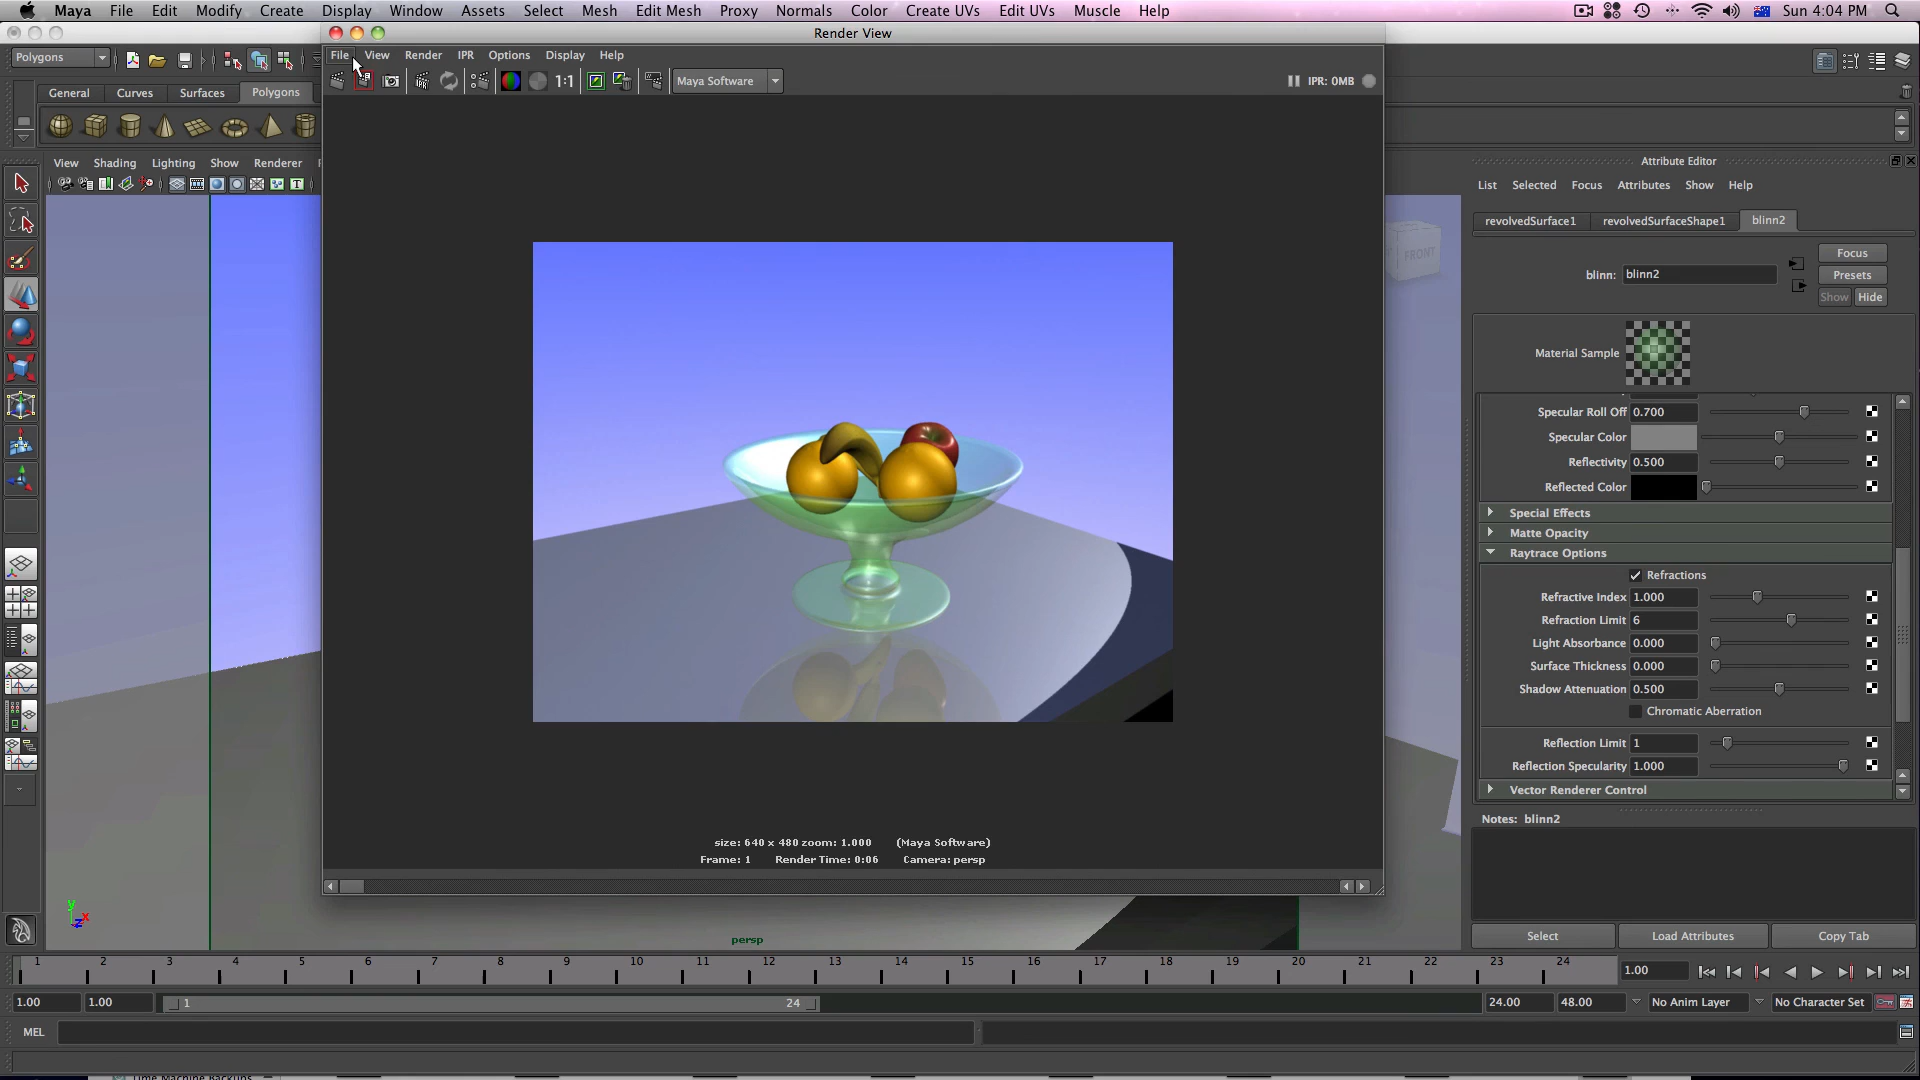 Maya File Edit Modify Create Display Window Assets Select Mesh Edit Mesh Proxy Normals Color Create UVs Edit UVs Muscle Help Sun 4:04 PM
Render View
Polygons
File View Render IPR Options Display Help
1:1 Maya Software IPR: 0MB
General Curves Surfaces Polygons
View Shading Lighting Show Renderer
Attribute Editor
List Selected Focus Attributes Show Help
revolvedSurface1 revolvedSurfaceShape1 blinn2
FRONT
blinn: blinn2
Focus
Presets
Show Hide
Material Sample
Specular Roll Off 0.700
Specular Color
Reflectivity 0.500
Reflected Color
Special Effects
Matte Opacity
Raytrace Options
Refractions
Refractive Index 1.000
Refraction Limit 6
Light Absorbance 0.000
Surface Thickness 0.000
Shadow Attenuation 0.500
Chromatic Aberration
Reflection Limit 1
Reflection Specularity 1.000
Vector Renderer Control
Notes: blinn2
size: 640 x 480 zoom: 1.000 (Maya Software)
Frame: 1 Render Time: 0:06 Camera: persp
y x z
persp
Select Load Attributes Copy Tab
1 2 3 4 5 6 7 8 9 10 11 12 13 14 15 16 17 18 19 20 21 22 23 24 1.00
1.00 1.00 1 24 24.00 48.00 No Anim Layer No Character Set
MEL
Time Machine Backups